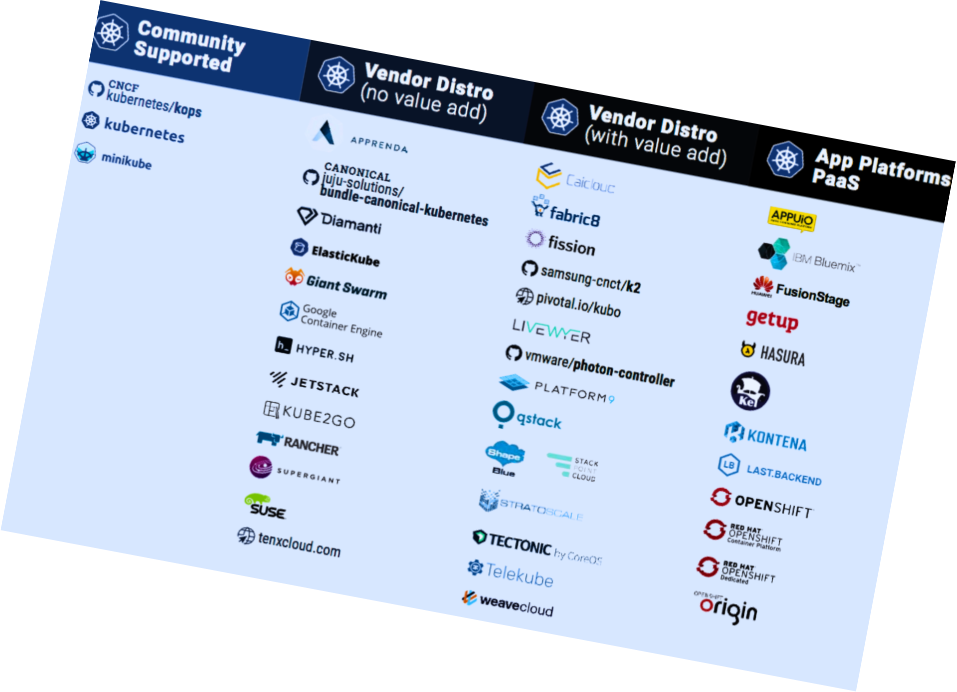 Community
Supported
CNCF
kubernetes/kops
kubernetes
minikube
Vendor Distro
(no value add)
APPRENDA
CANONICAL
juju-solutions/
bundle-canonical-kubernetes
Diamanti
ElasticKube
Giant Swarm
Google
Container Engine
h_
HYPER.SH
JETSTACK
KUBE2GO
RANCHER
SUPERGIANT
SUSE
tenxcloud.com
Vendor Distro
(with value add)
Caicloud
fabric8
fission
samsung-cnct/k2
pivotal.io/kubo
LIVEWYER
vmware/photon-controller
PLATFORM9
qstack
Shape
Blue
STACK
POINT
CLOUD
STRATOSCALE
TECTONIC by CoreOS
Telekube
weavecloud
App Platforms
PaaS
APPUiO
IBM Bluemix™
HUAWEI
FusionStage
getup
HASURA
Kel
KONTENA
LB
LAST.BACKEND
OPENSHIFT
RED HAT
OPENSHIFT
Container Platform
RED HAT
OPENSHIFT
Dedicated
OPENSHIFT
origin